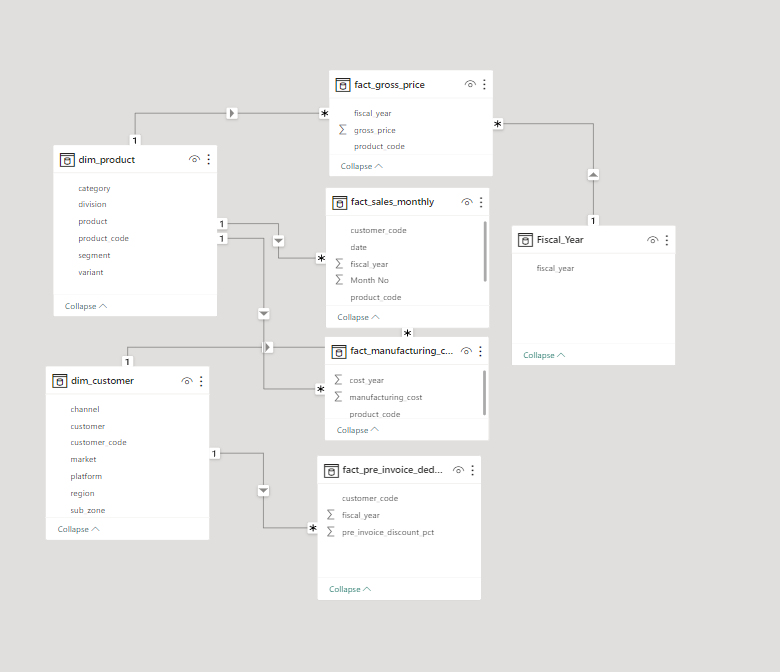 fact_gross_price
fiscal_year
Σ gross_price
product_code
Collapse
1
*
*
dim_product
category
division
product
product_code
segment
variant
Collapse
1
1
fact_sales_monthly
customer_code
date
Σ fiscal_year
Σ Month No
product_code
Collapse
*
*
Fiscal_Year
fiscal_year
Collapse
1
fact_manufacturing_c...
Σ cost_year
Σ manufacturing_cost
product_code
Collapse
*
dim_customer
channel
customer
customer_code
market
platform
region
sub_zone
Collapse
1
1
fact_pre_invoice_ded...
customer_code
Σ fiscal_year
Σ pre_invoice_discount_pct
Collapse
*